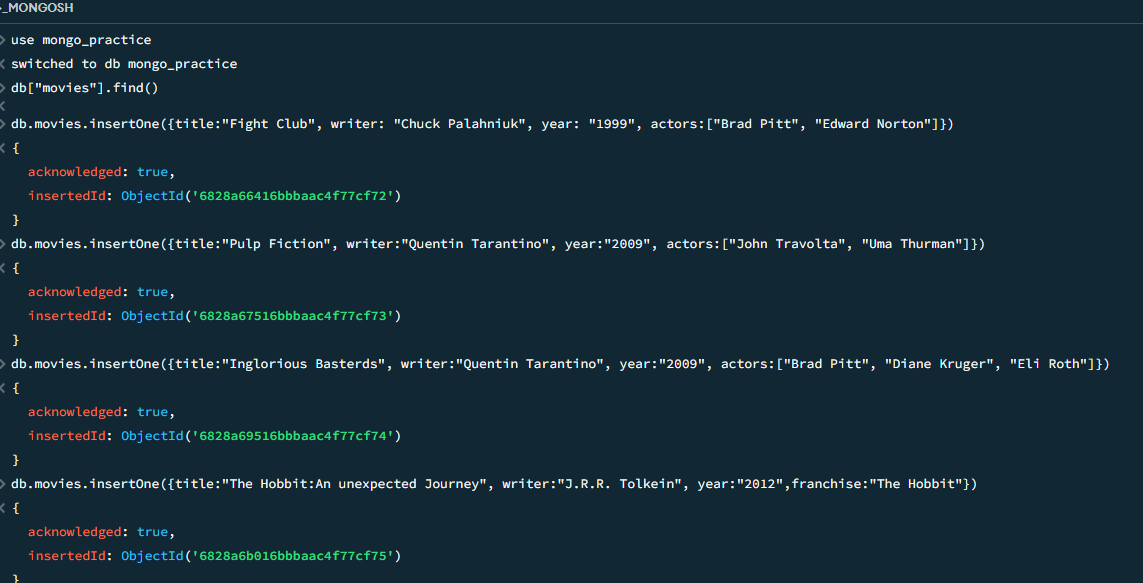 >_MONGOSH
> use mongo_practice
< switched to db mongo_practice
> db["movies"].find()
<
> db.movies.insertOne({title:"Fight Club", writer: "Chuck Palahniuk", year: "1999", actors:["Brad Pitt", "Edward Norton"]})
< {
acknowledged: true,
insertedId: ObjectId('6828a66416bbbaac4f77cf72')
}
> db.movies.insertOne({title:"Pulp Fiction", writer:"Quentin Tarantino", year:"2009", actors:["John Travolta", "Uma Thurman"]})
< {
acknowledged: true,
insertedId: ObjectId('6828a67516bbbaac4f77cf73')
}
> db.movies.insertOne({title:"Inglorious Basterds", writer:"Quentin Tarantino", year:"2009", actors:["Brad Pitt", "Diane Kruger", "Eli Roth"]})
< {
acknowledged: true,
insertedId: ObjectId('6828a69516bbbaac4f77cf74')
}
> db.movies.insertOne({title:"The Hobbit:An unexpected Journey", writer:"J.R.R. Tolkein", year:"2012",franchise:"The Hobbit"})
< {
acknowledged: true,
insertedId: ObjectId('6828a6b016bbbaac4f77cf75')
}